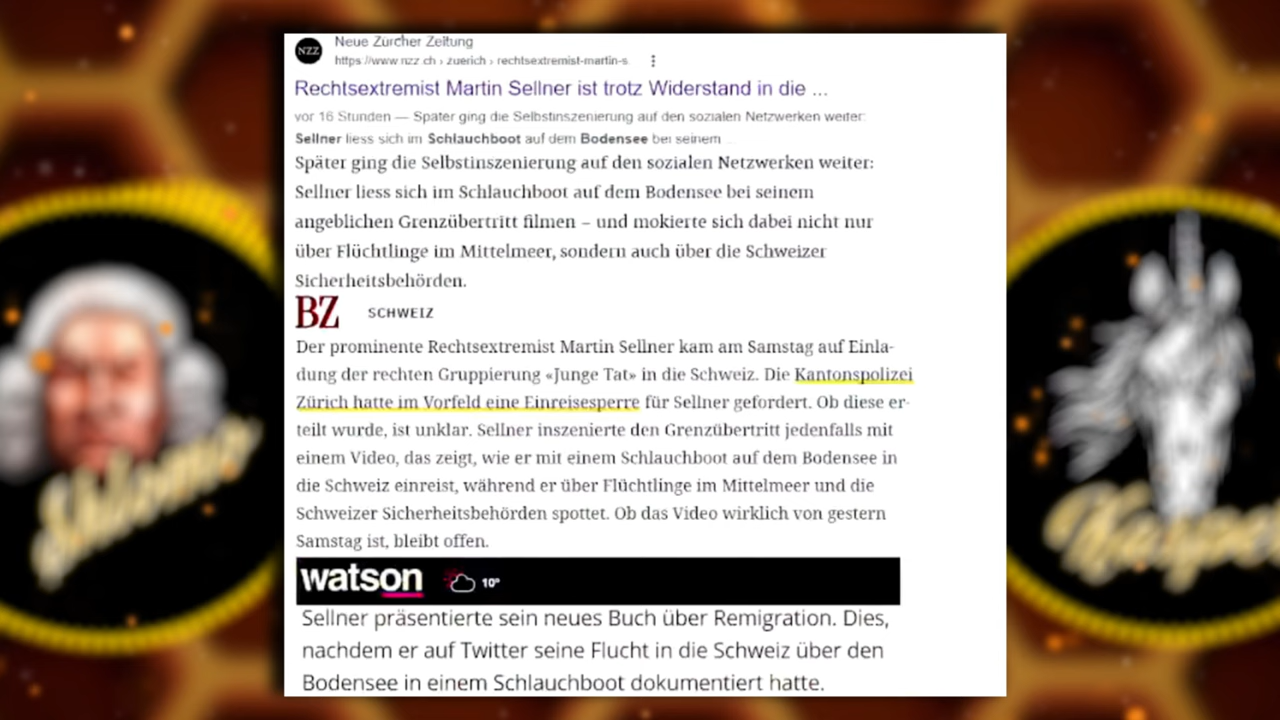 Neue Zürcher Zeitung
NZZ
https://www.nzz.ch › zuerich › rechtsextremist-martin-s
Rechtsextremist Martin Sellner ist trotz Widerstand in die ...
vor 16 Stunden — Später ging die Selbstinszenierung auf den sozialen Netzwerken weiter:
Sellner liess sich im Schlauchboot auf dem Bodensee bei seinem ...
Später ging die Selbstinszenierung auf den sozialen Netzwerken weiter:
Sellner liess sich im Schlauchboot auf dem Bodensee bei seinem
angeblichen Grenzübertritt filmen – und mokierte sich dabei nicht nur
über Flüchtlinge im Mittelmeer, sondern auch über die Schweizer
Sicherheitsbehörden.
BZ SCHWEIZ
Der prominente Rechtsextremist Martin Sellner kam am Samstag auf Einla-
dung der rechten Gruppierung «Junge Tat» in die Schweiz. Die Kantonspolizei
Zürich hatte im Vorfeld eine Einreisesperre für Sellner gefordert. Ob diese er-
teilt wurde, ist unklar. Sellner inszenierte den Grenzübertritt jedenfalls mit
einem Video, das zeigt, wie er mit einem Schlauchboot auf dem Bodensee in
die Schweiz einreist, während er über Flüchtlinge im Mittelmeer und die
Schweizer Sicherheitsbehörden spottet. Ob das Video wirklich von gestern
Samstag ist, bleibt offen.
watson 10°
Sellner präsentierte sein neues Buch über Remigration. Dies,
nachdem er auf Twitter seine Flucht in die Schweiz über den
Bodensee in einem Schlauchboot dokumentiert hatte.
Shlomo